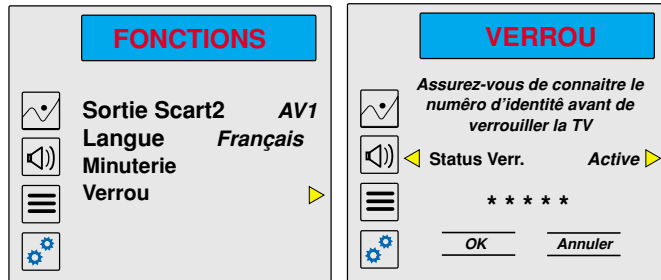 FONCTIONS
Sortie Scart2 AV1
Langue Français
Minuterie
Verrou
VERROU
Assurez-vous de connaitre le
numêro d'identitê avant de
verrouiller la TV
Status Verr. Active
* * * * *
OK Annuler